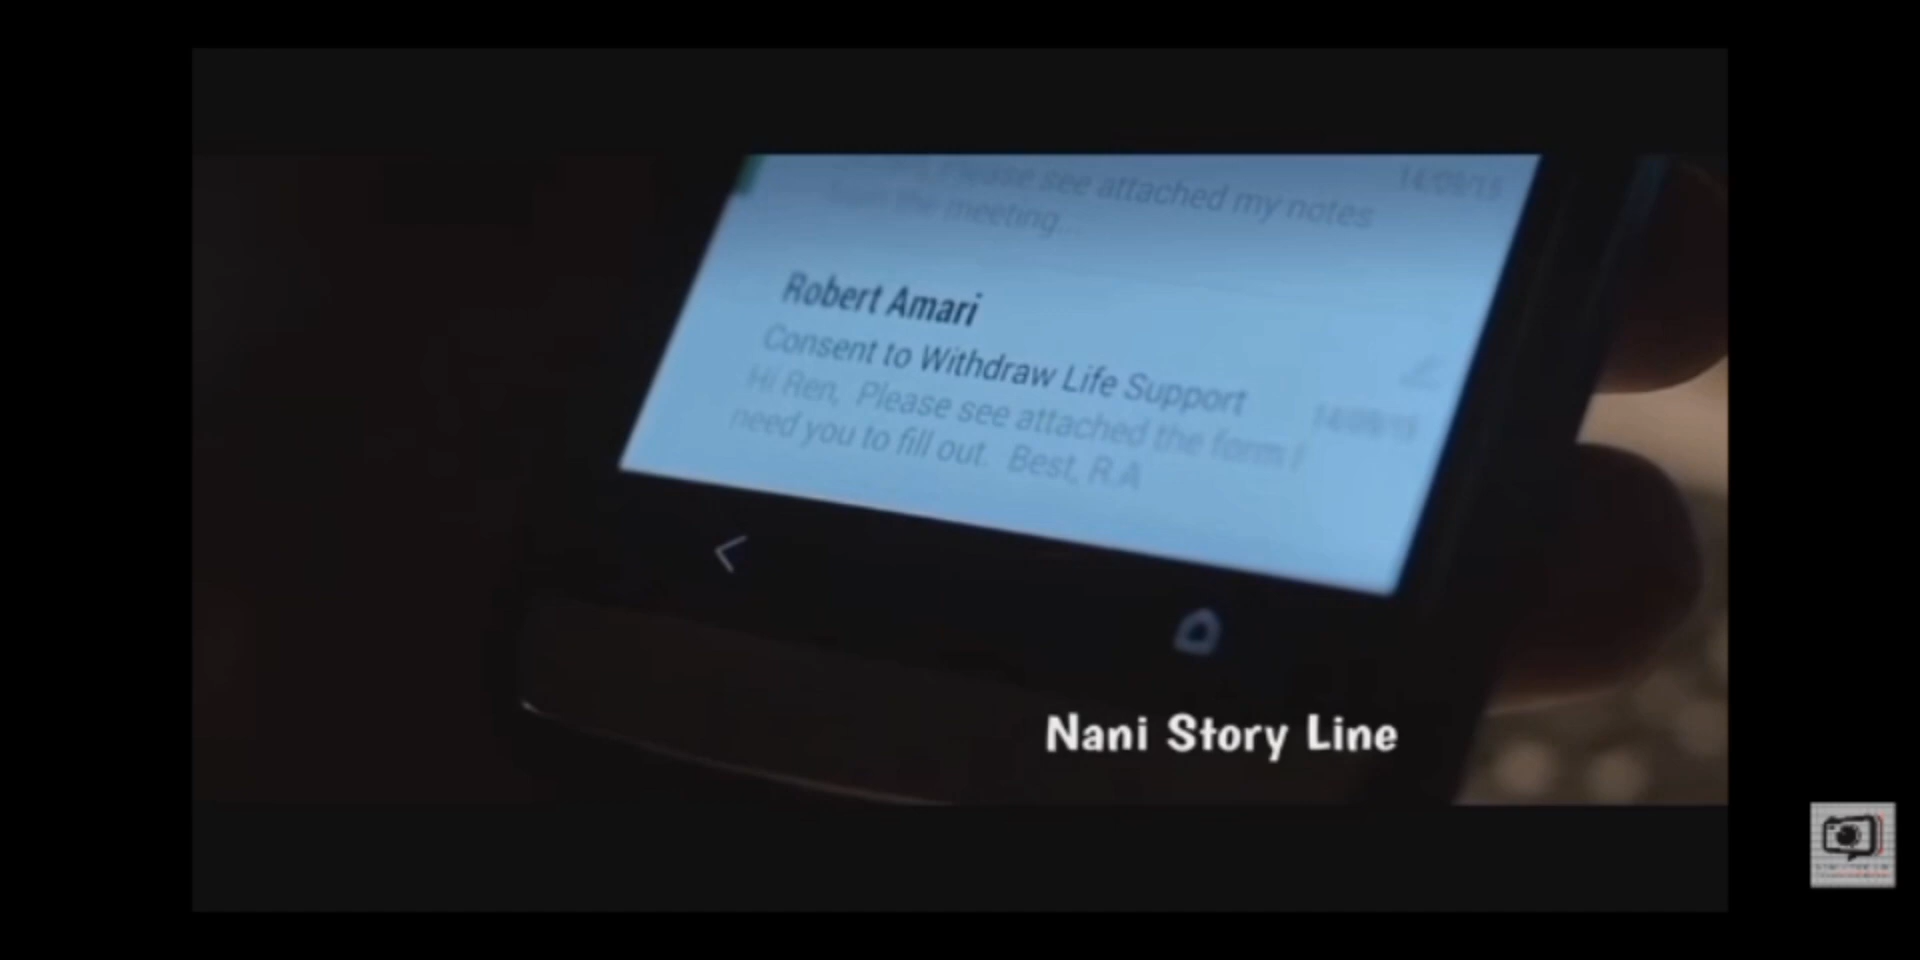 Please see attached my notes
14/09/15
from the meeting...
Robert Amari
Consent to Withdraw Life Support
14/09/15
Hi Ren, Please see attached the form I
need you to fill out. Best, R.A
Nani Story Line